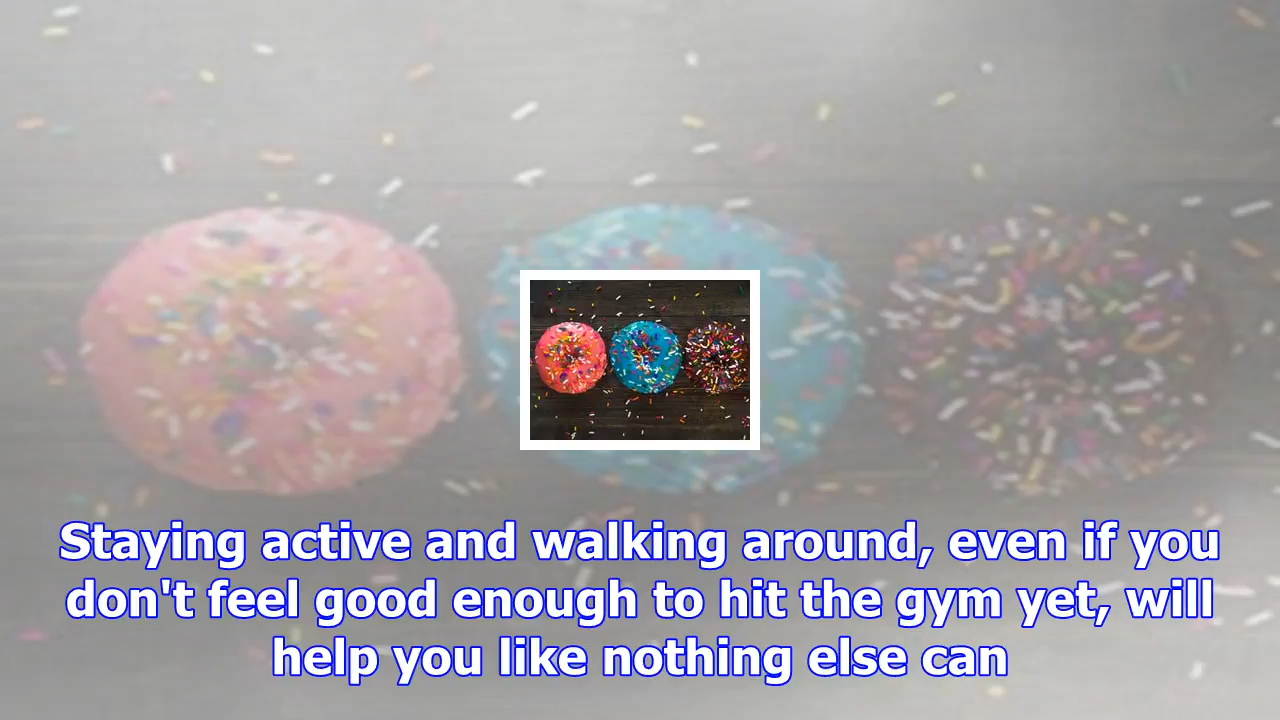 Staying active and walking around, even if you
don't feel good enough to hit the gym yet, will
help you like nothing else can